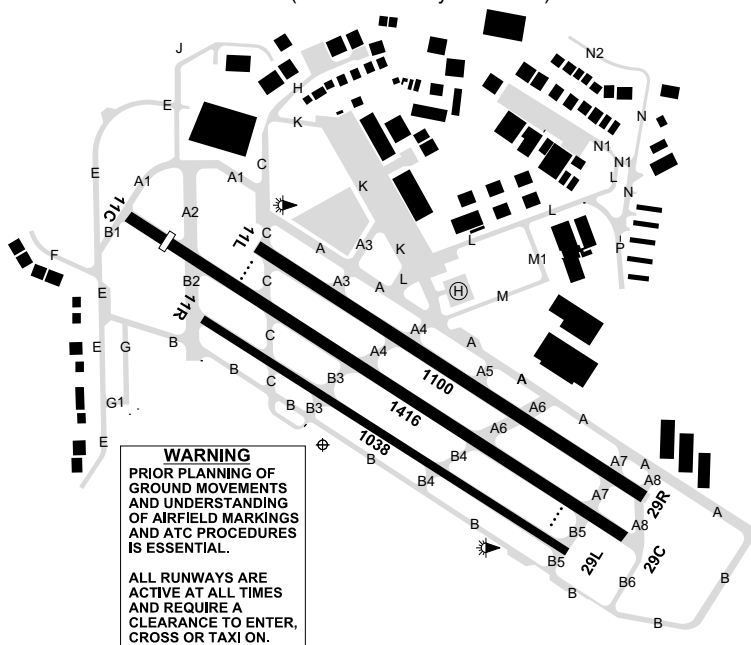 J
N2
H
E
K
N
C
N1
E
A1
A1
N1
L
K
N
11C
A2
L
B1
C
11L
A
A3
K
L
P
F
M1
B2
C
A3
A
L
H
M
E
11R
A4
A
B
C
A4
E
G
B
B3
1100
A5
A
C
A6
G1
B
B3
1416
A6
A
E
1038
B
B4
B4
A7
A
A8
A7
29R
B
A8
A
B5
B5
29L
29C
B6
B
B
B
WARNING
PRIOR PLANNING OF
GROUND MOVEMENTS
AND UNDERSTANDING
OF AIRFIELD MARKINGS
AND ATC PROCEDURES
IS ESSENTIAL.
ALL RUNWAYS ARE
ACTIVE AT ALL TIMES
AND REQUIRE A
CLEARANCE TO ENTER,
CROSS OR TAXI ON.